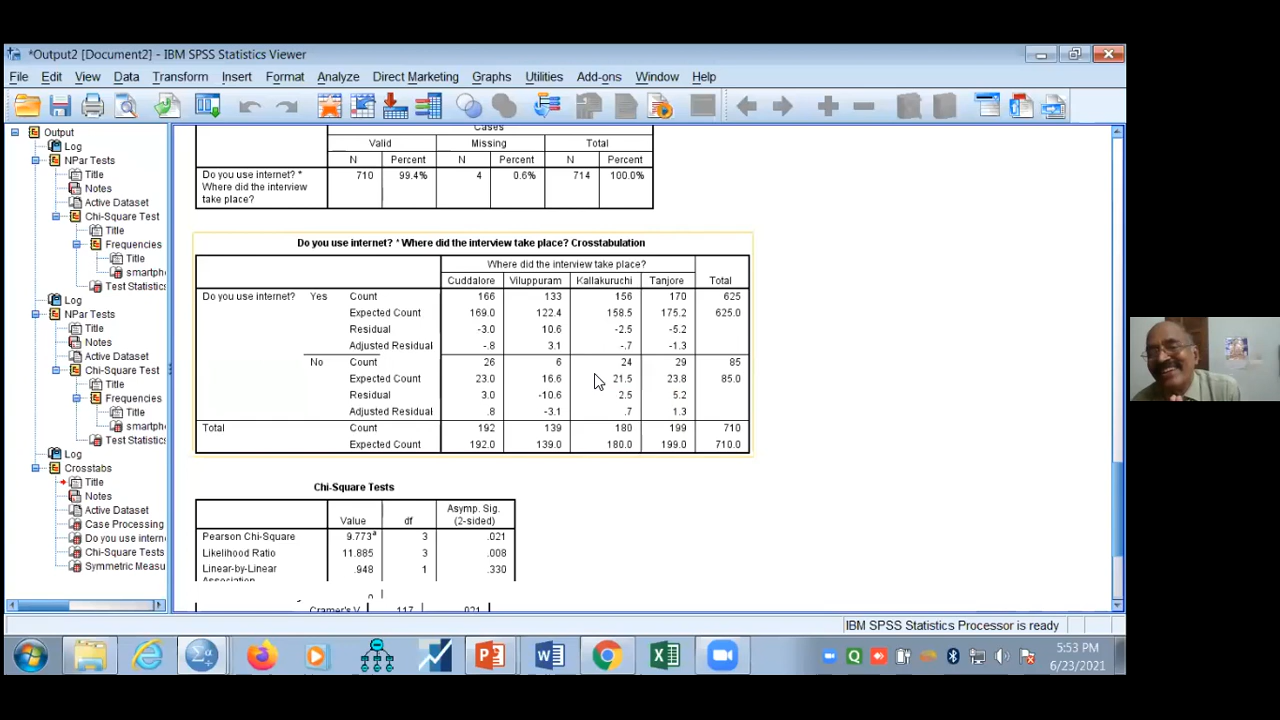 *Output2 [Document2] - IBM SPSS Statistics Viewer
File Edit View Data Transform Insert Format Analyze Direct Marketing Graphs Utilities Add-ons Window Help
Output
Log
NPar Tests
Title
Notes
Active Dataset
Chi-Square Test
Title
Frequencies
Title
smartph
Test Statistics
Log
NPar Tests
Title
Notes
Active Dataset
Chi-Square Test
Title
Frequencies
Title
smartph
Test Statistics
Log
Crosstabs
Title
Notes
Active Dataset
Case Processing
Do you use intern
Chi-Square Tests
Symmetric Measu
Cases
Valid Missing Total
N Percent N Percent N Percent
Do you use internet? * 710 99.4% 4 0.6% 714 100.0%
Where did the interview
take place?
Do you use internet? * Where did the interview take place? Crosstabulation
Where did the interview take place?
Cuddalore Viluppuram Kallakuruchi Tanjore Total
Do you use internet? Yes Count 166 133 156 170 625
Expected Count 169.0 122.4 158.5 175.2 625.0
Residual -3.0 10.6 -2.5 -5.2
Adjusted Residual -.8 3.1 -.7 -1.3
No Count 26 6 24 29 85
Expected Count 23.0 16.6 21.5 23.8 85.0
Residual 3.0 -10.6 2.5 5.2
Adjusted Residual .8 -3.1 .7 1.3
Total Count 192 139 180 199 710
Expected Count 192.0 139.0 180.0 199.0 710.0
Chi-Square Tests
Value df Asymp. Sig.
(2-sided)
Pearson Chi-Square 9.773a 3 .021
Likelihood Ratio 11.885 3 .008
Linear-by-Linear .948 1 .330
Association
Cramer's V .117 .021
IBM SPSS Statistics Processor is ready
5:53 PM
6/23/2021